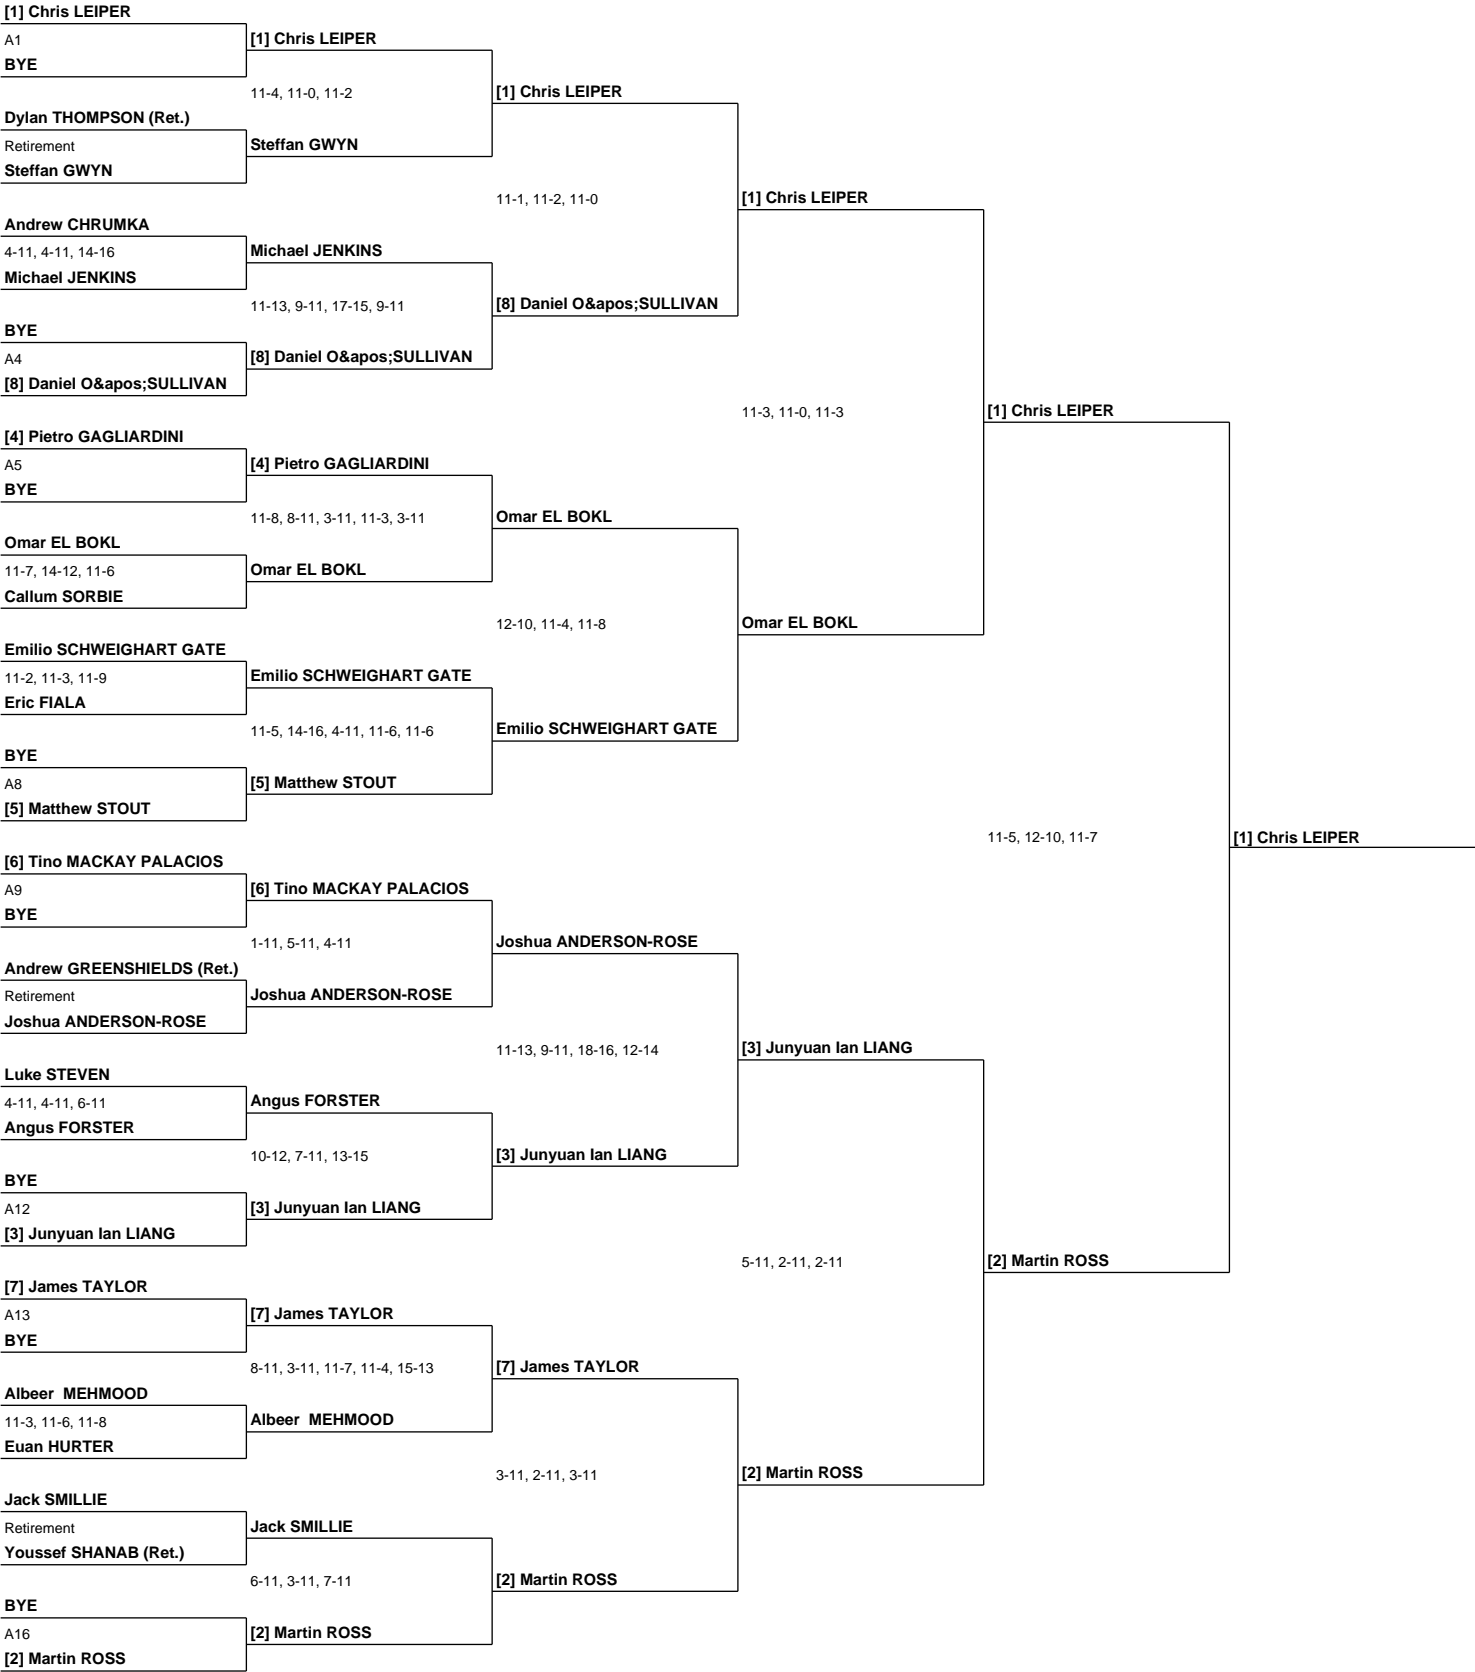 [1] Chris LEIPER
A1
[1] Chris LEIPER
BYE
11-4, 11-0, 11-2
[1] Chris LEIPER
Dylan THOMPSON (Ret.)
Retirement
Steffan GWYN
Steffan GWYN
11-1, 11-2, 11-0
[1] Chris LEIPER
Andrew CHRUMKA
4-11, 4-11, 14-16
Michael JENKINS
Michael JENKINS
11-13, 9-11, 17-15, 9-11
[8] Daniel O&apos;SULLIVAN
BYE
A4
[8] Daniel O&apos;SULLIVAN
[8] Daniel O&apos;SULLIVAN
11-3, 11-0, 11-3
[1] Chris LEIPER
[4] Pietro GAGLIARDINI
A5
[4] Pietro GAGLIARDINI
BYE
11-8, 8-11, 3-11, 11-3, 3-11
Omar EL BOKL
Omar EL BOKL
11-7, 14-12, 11-6
Omar EL BOKL
Callum SORBIE
12-10, 11-4, 11-8
Omar EL BOKL
Emilio SCHWEIGHART GATE
11-2, 11-3, 11-9
Emilio SCHWEIGHART GATE
Eric FIALA
11-5, 14-16, 4-11, 11-6, 11-6
Emilio SCHWEIGHART GATE
BYE
A8
[5] Matthew STOUT
[5] Matthew STOUT
11-5, 12-10, 11-7
[1] Chris LEIPER
[6] Tino MACKAY PALACIOS
A9
[6] Tino MACKAY PALACIOS
BYE
1-11, 5-11, 4-11
Joshua ANDERSON-ROSE
Andrew GREENSHIELDS (Ret.)
Retirement
Joshua ANDERSON-ROSE
Joshua ANDERSON-ROSE
11-13, 9-11, 18-16, 12-14
[3] Junyuan Ian LIANG
Luke STEVEN
4-11, 4-11, 6-11
Angus FORSTER
Angus FORSTER
10-12, 7-11, 13-15
[3] Junyuan Ian LIANG
BYE
A12
[3] Junyuan Ian LIANG
[3] Junyuan Ian LIANG
5-11, 2-11, 2-11
[2] Martin ROSS
[7] James TAYLOR
A13
[7] James TAYLOR
BYE
8-11, 3-11, 11-7, 11-4, 15-13
[7] James TAYLOR
Albeer  MEHMOOD
11-3, 11-6, 11-8
Albeer  MEHMOOD
Euan HURTER
3-11, 2-11, 3-11
[2] Martin ROSS
Jack SMILLIE
Retirement
Jack SMILLIE
Youssef SHANAB (Ret.)
6-11, 3-11, 7-11
[2] Martin ROSS
BYE
A16
[2] Martin ROSS
[2] Martin ROSS